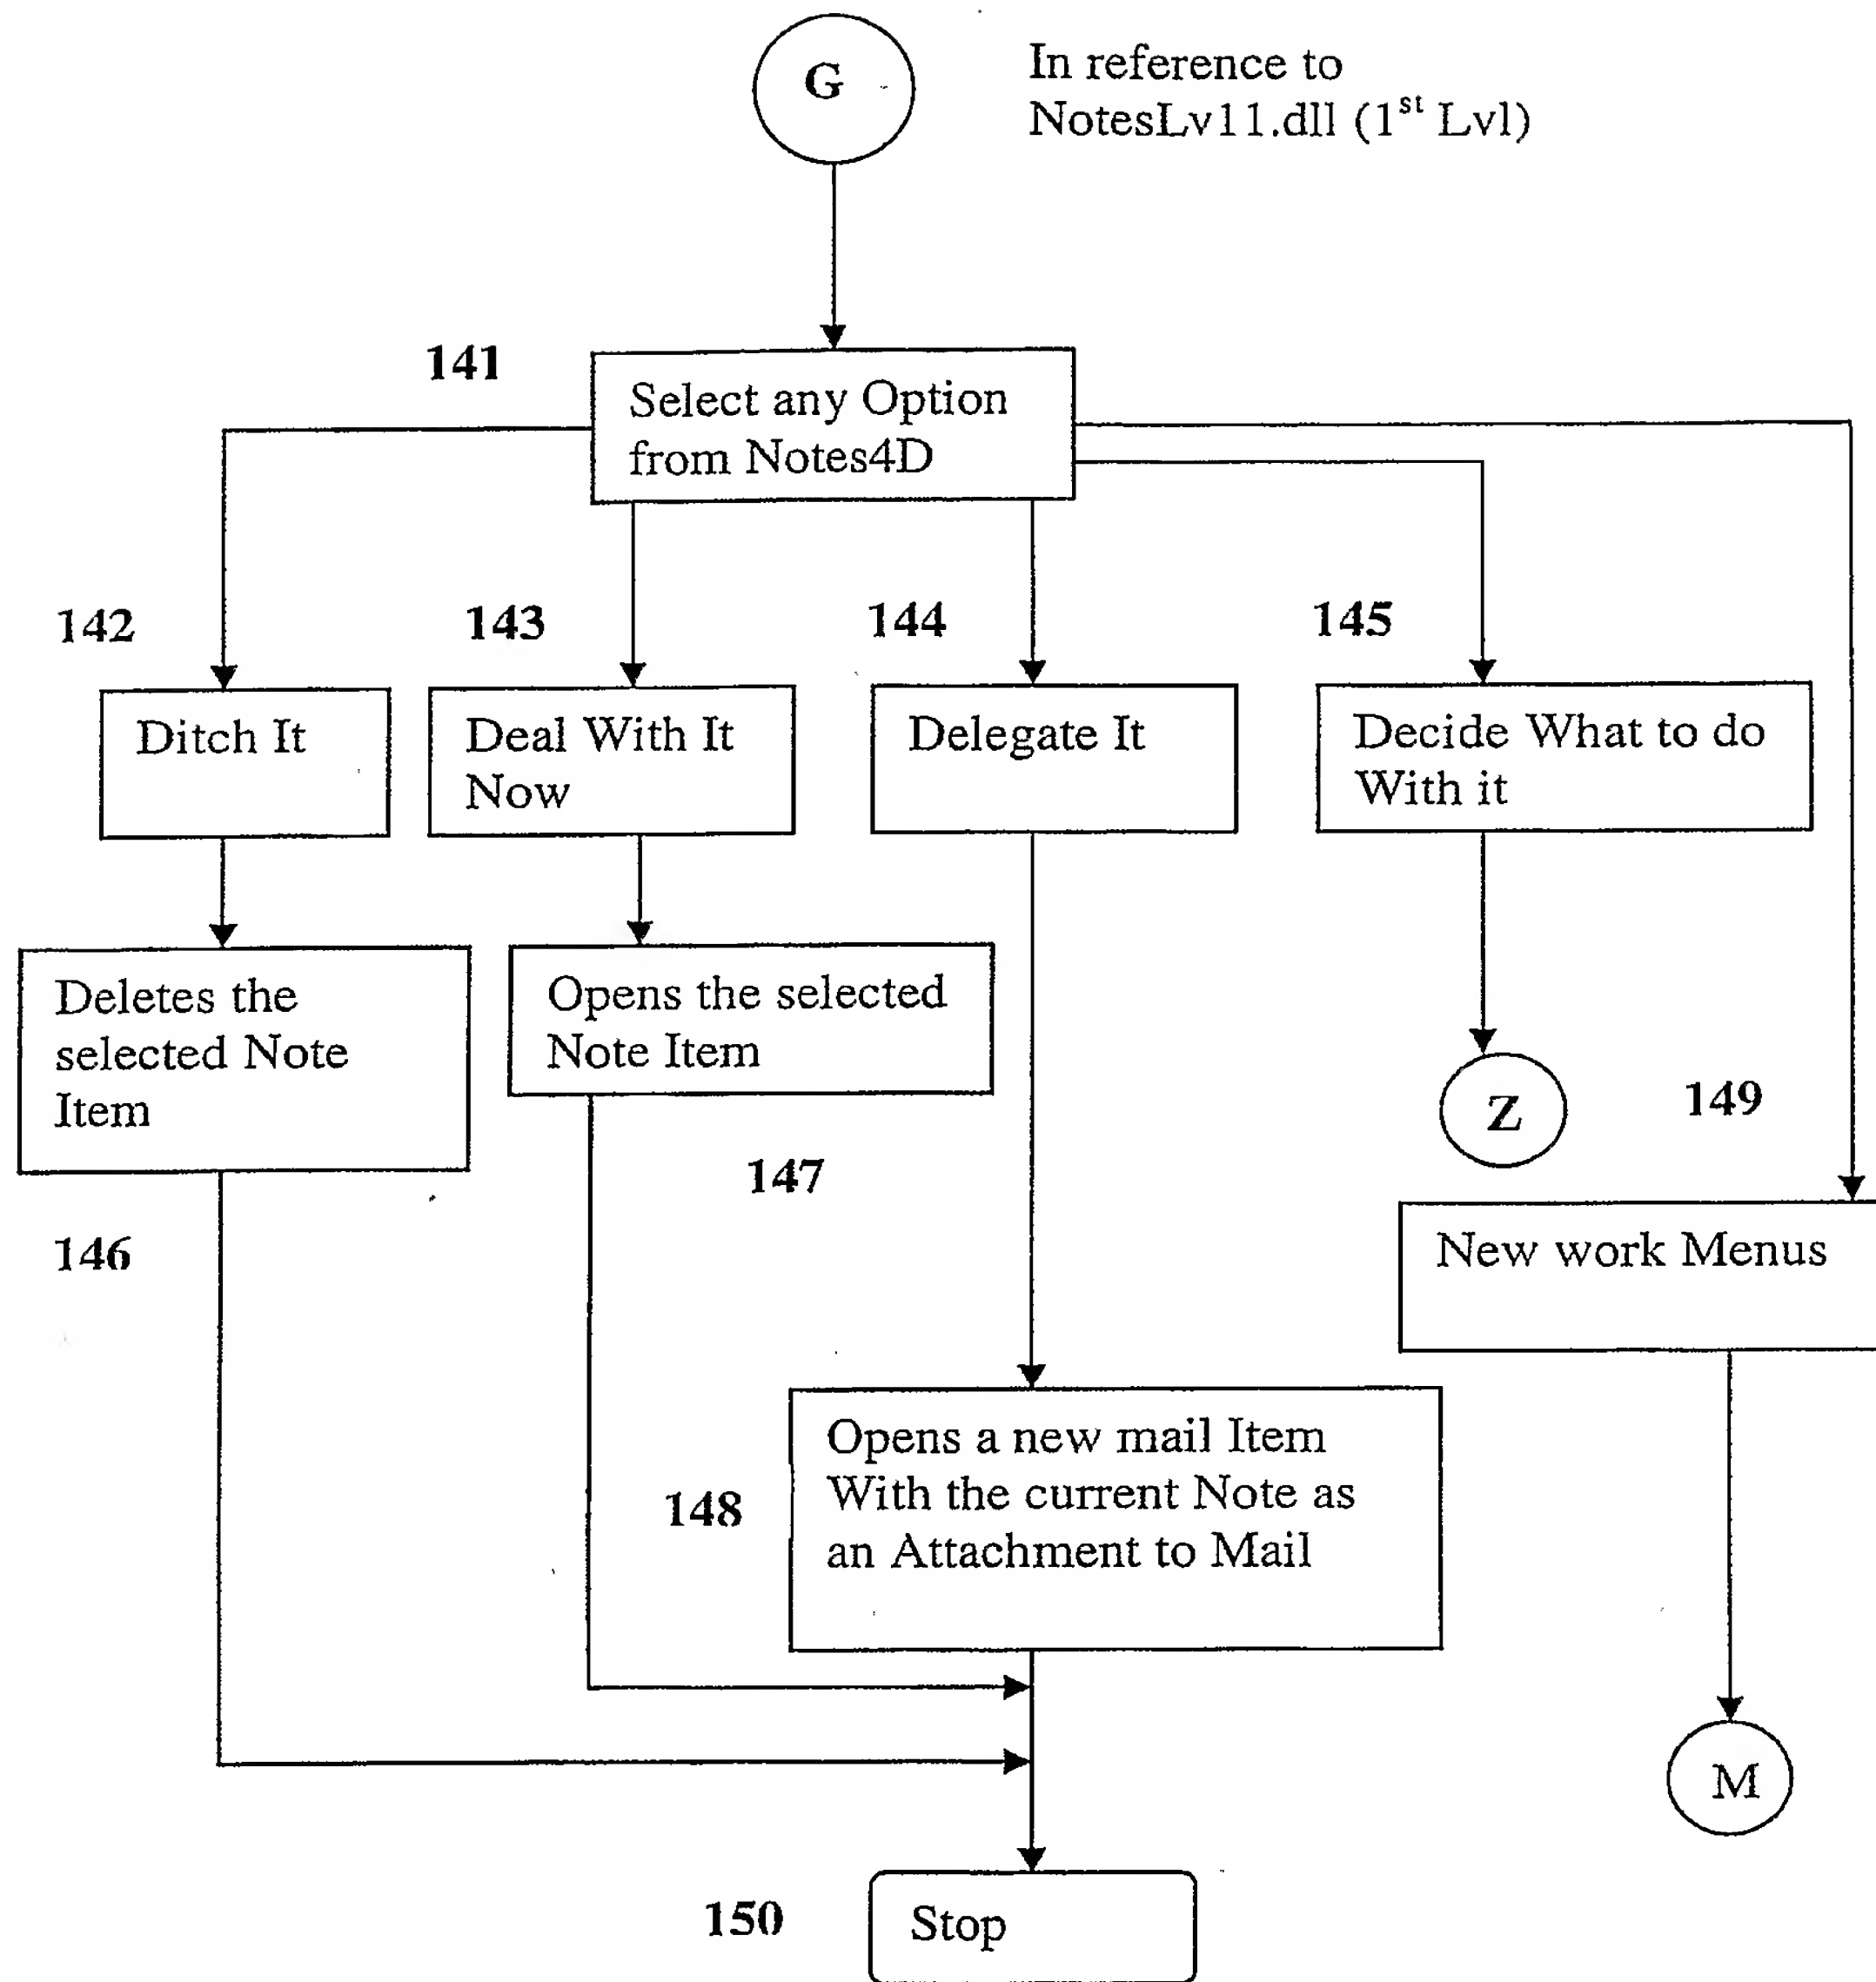 G
In reference to
NotesLv11.dll (1st Lvl)
141
Select any Option
from Notes4D
142
143
144
145
Ditch It
Deal With It
Now
Delegate It
Decide What to do
With it
Deletes the
selected Note
Item
Opens the selected
Note Item
Z
149
147
146
New work Menus
148
Opens a new mail Item
With the current Note as
an Attachment to Mail
M
150
Stop